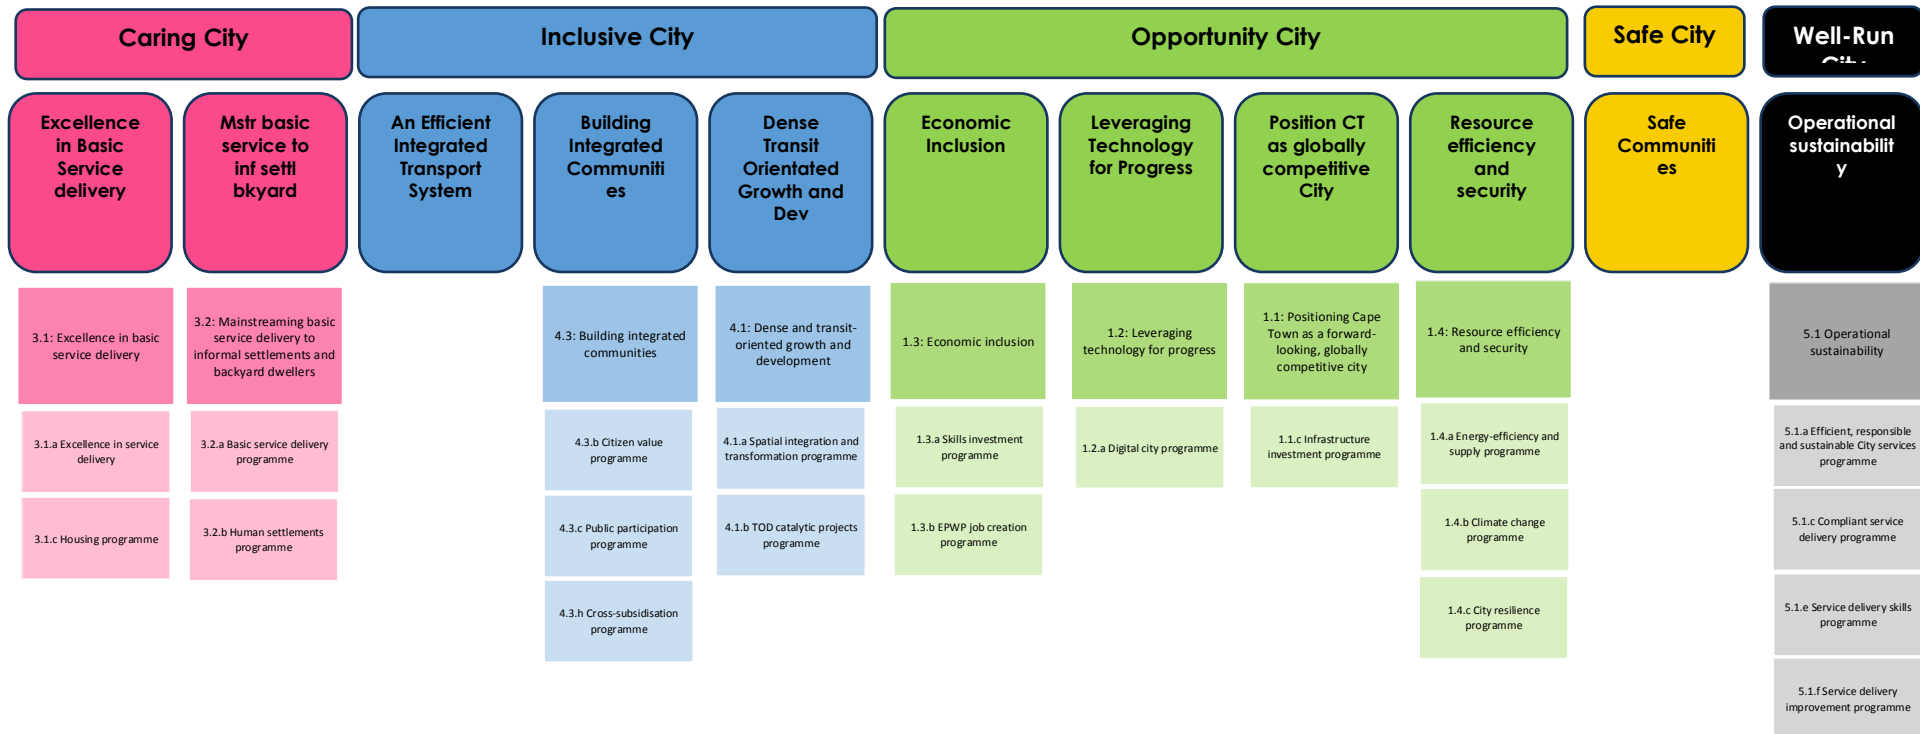 Caring City
Inclusive City
Opportunity City
Safe City
Well-Run
City
Excellence
in Basic
Service
delivery
Mstr basic
service to
inf settl
bkyard
An Efficient
Integrated
Transport
System
Building
Integrated
Communiti
es
Dense
Transit
Orientated
Growth and
Dev
Economic
Inclusion
Leveraging
Technology
for Progress
Position CT
as globally
competitive
City
Resource
efficiency
and
security
Safe
Communiti
es
Operational
sustainabilit
y
3.1: Excellence in basic
service delivery
3.2: Mainstreaming basic
service delivery to
informal settlements and
backyard dwellers
4.3: Building integrated
communities
4.1: Dense and transit-
oriented growth and
development
1.3: Economic inclusion
1.2: Leveraging
technology for progress
1.1: Positioning Cape
Town as a forward-
looking, globally
competitive city
1.4: Resource efficiency
and security
5.1 Operational
sustainability
3.1.a Excellence in service
delivery
3.2.a Basic service delivery
programme
4.3.b Citizen value
programme
4.1.a Spatial integration and
transformation programme
1.3.a Skills investment
programme
1.2.a Digital city programme
1.1.c Infrastructure
investment programme
1.4.a Energy-efficiency and
supply programme
5.1.a Efficient, responsible
and sustainable City services
programme
3.1.c Housing programme
3.2.b Human settlements
programme
4.3.c Public participation
programme
4.1.b TOD catalytic projects
programme
1.3.b EPWP job creation
programme
1.4.b Climate change
programme
5.1.c Compliant service
delivery programme
4.3.h Cross-subsidisation
programme
1.4.c City resilience
programme
5.1.e Service delivery skills
programme
5.1.f Service delivery
improvement programme